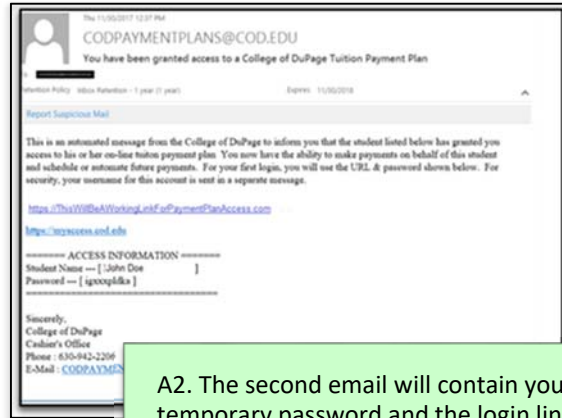 Thu 11/30/2017 12:37 PM
CODPAYMENTPLANS@COD.EDU
You have been granted access to a College of DuPage Tuition Payment Plan
Retention Policy Inbox Retention - 1 year (1 year) Expires 11/30/2018
Report Suspicious Mail
This is an automated message from the College of DuPage to inform you that the student listed below has granted you
access to his or her on-line tuiton payment plan. You now have the ability to make payments on behalf of this student
and schedule or automate future payments. For your first login, you will use the URL & password shown below. For
security, your username for this account is sent in a separate message.
https://ThisWillBeAWorkingLinkForPaymentPlanAccess.com
https://myaccess.cod.edu
======= ACCESS INFORMATION =======
Student Name --- [ !John Doe ]
Password --- [ ]
Sincerely,
College of DuPage
Cashier's Office
Phone : 630-942-2206
E-Mail : CODPAYMEN
A2. The second email will contain you
temporary password and the login lin